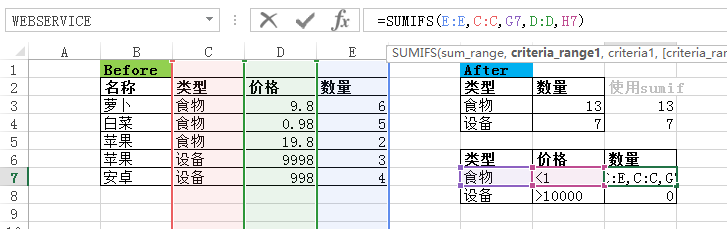 WEBSERVICE =SUMIFS(E:E,C:C,G7,D:D,H7)
SUMIFS(sum_range, criteria_range1, criteria1, [criteria_ran
A B C D E
1 Before After
2 名称 类型 价格 数量 类型 数量 使用sumif
3 萝卜 食物 9.8 6 食物 13 13
4 白菜 食物 0.98 5 设备 7 7
5 苹果 食物 19.8 2
6 苹果 设备 9998 3 类型 价格 数量
7 安卓 设备 998 4 食物 <1 C:E,C:C,G7
8 设备 >10000 0